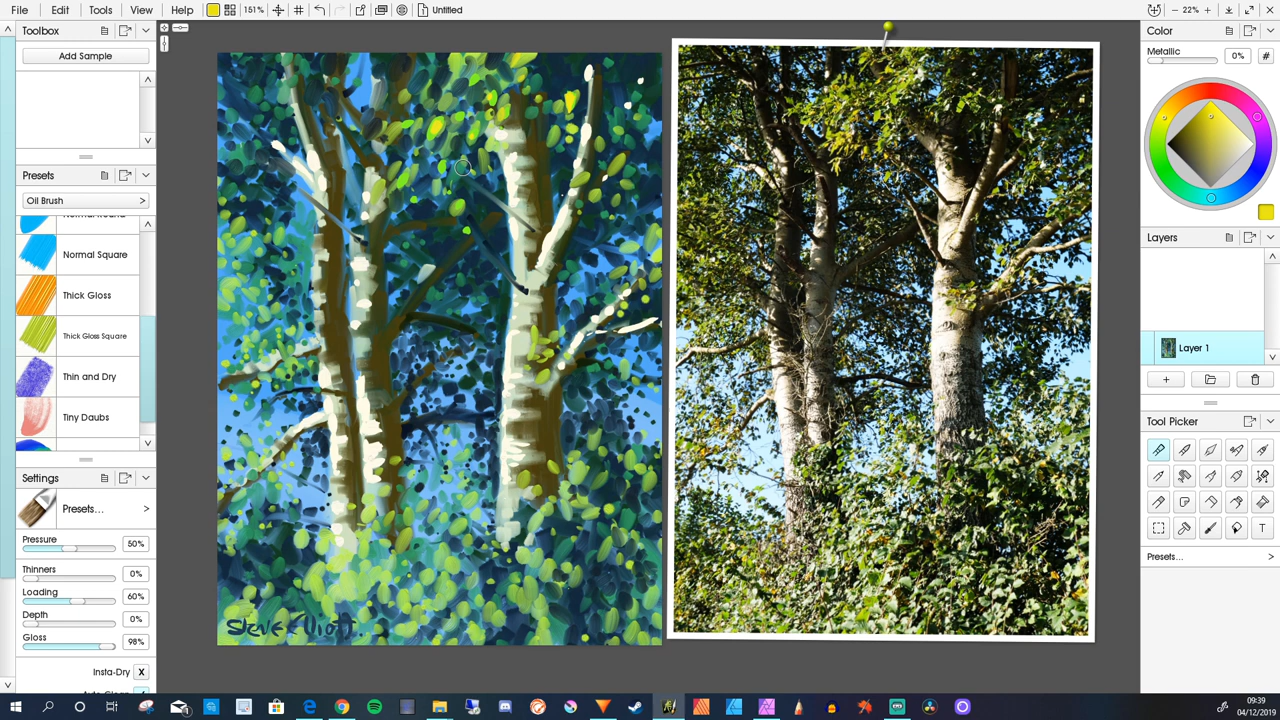 File Edit Tools View Help 151% Untitled 22%
Toolbox
Add Sample
Presets
Oil Brush >
Normal Square
Thick Gloss
Thick Gloss Square
Thin and Dry
Tiny Daubs
Settings
Presets... >
Pressure
50%
Thinners
0%
Loading
60%
Depth
0%
Gloss
98%
Insta-Dry X
Color
Metallic
0% #
Layers
Layer 1
Tool Picker
T
Presets... >
09:39
04/12/2019